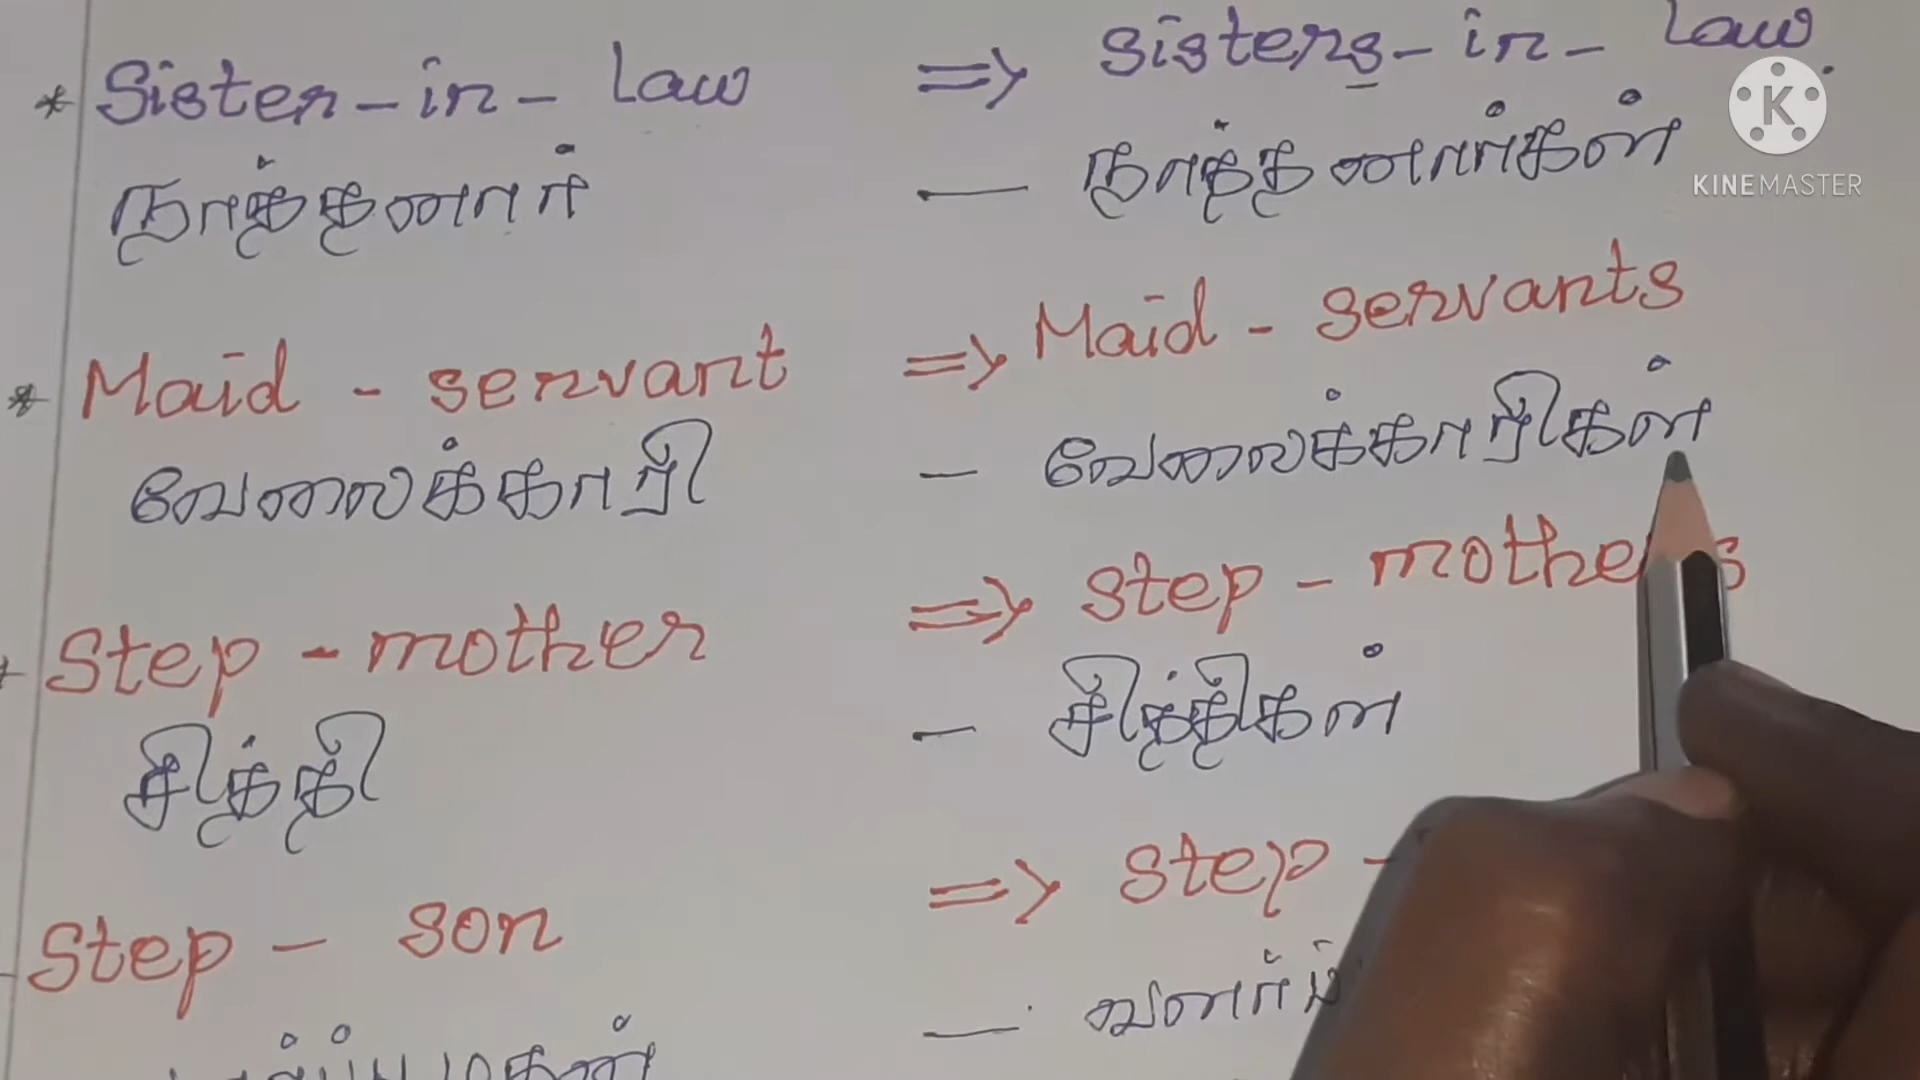 * Sister-in-law => sisters-in-law.
நாத்தனார் — நாத்தனார்கள்
* Maid - servant => Maid - servants
வேலைக்காரி - வேலைக்காரிகள்
Step - mother => step - mothers
சித்தி - சித்திகள்
Step - son => step -
K
KINEMASTER